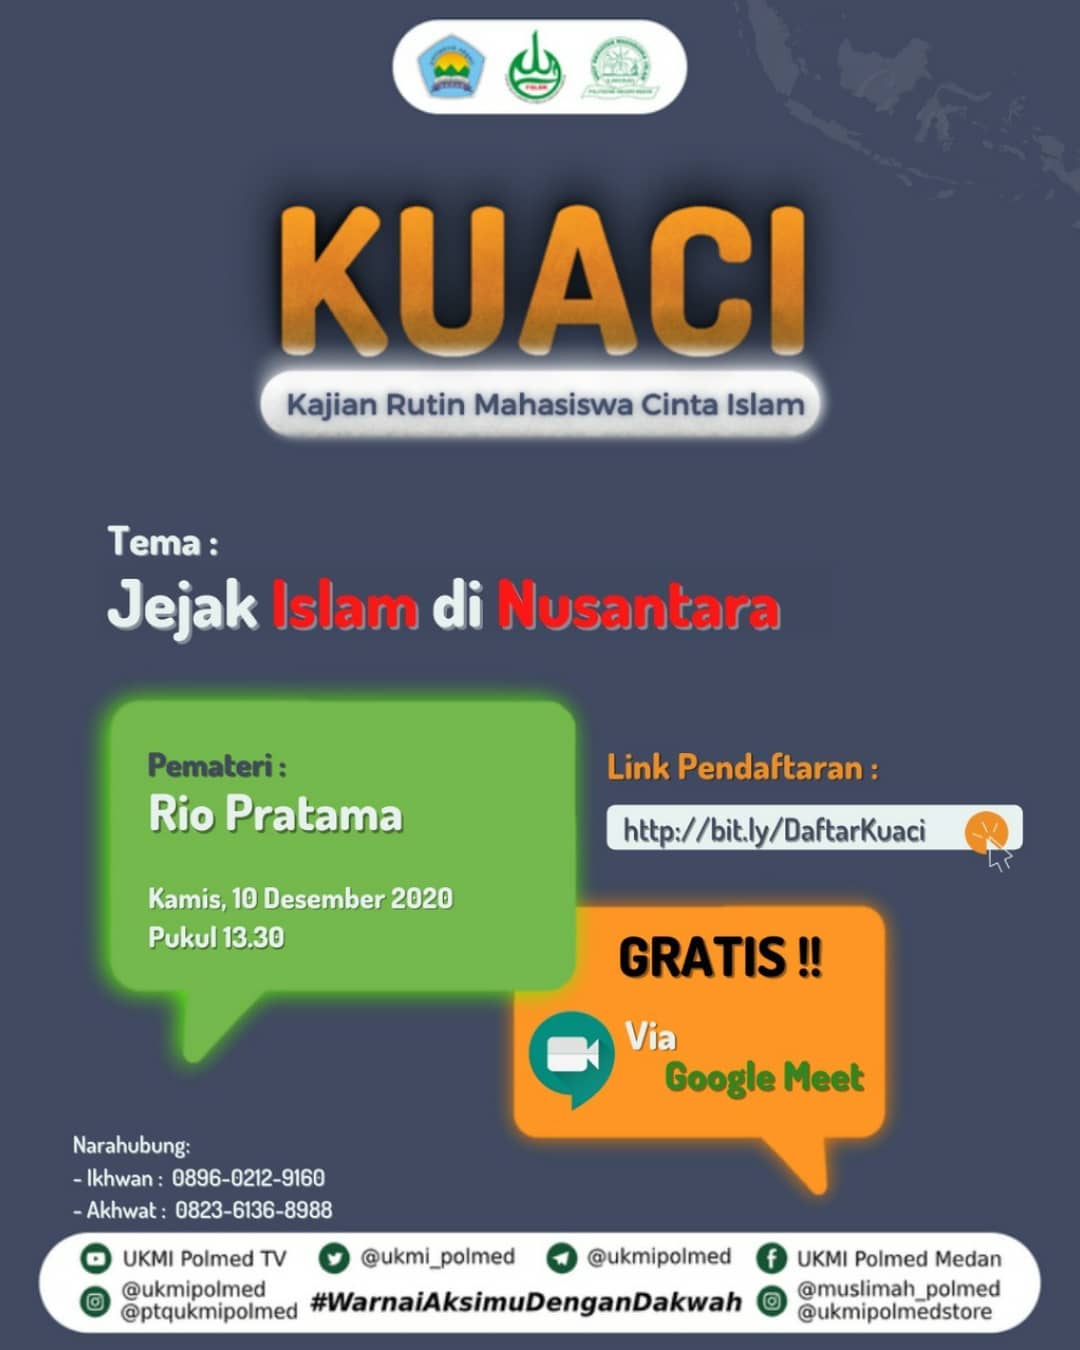 KUACI
Kajian Rutin Mahasiswa Cinta Islam
Tema :
Jejak Islam di Nusantara
Pemateri :
Rio Pratama
Kamis, 10 Desember 2020
Pukul 13.30
Link Pendaftaran :
http://bit.ly/DaftarKuaci
GRATIS !!
Via
Google Meet
Narahubung:
- Ikhwan : 0896-0212-9160
- Akhwat : 0823-6136-8988
UKMI Polmed TV
@ukmi_polmed
@ukmipolmed
UKMI Polmed Medan
@ukmipolmed
@ptqukmipolmed
#WarnaiAksimuDenganDakwah
@muslimah_polmed
@ukmipolmedstore